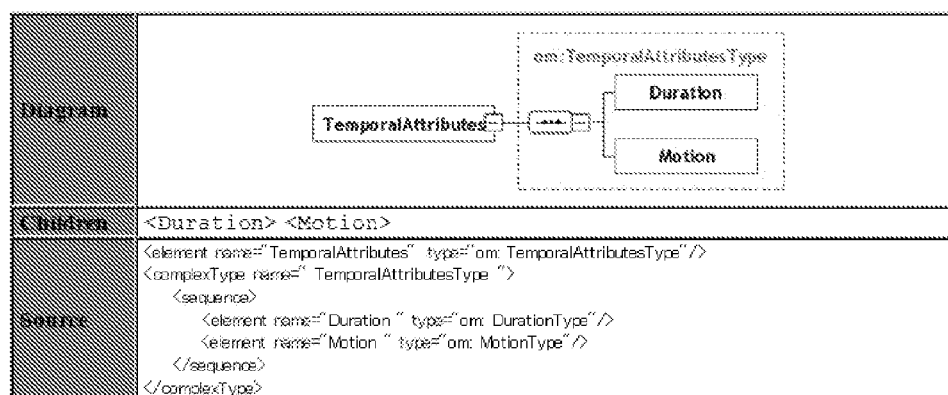 Diagram
om:TemporalAttributesType
Duration
TemporalAttributes
Motion
Children
<Duration> <Motion>
Source
<element name="TemporalAttributes" type="om: TemporalAttributesType"/>
<complexType name=" TemporalAttributesType ">
<sequence>
<element name="Duration " type="om: DurationType"/>
<element name="Motion " type="om: MotionType"/>
</sequence>
</complexType>